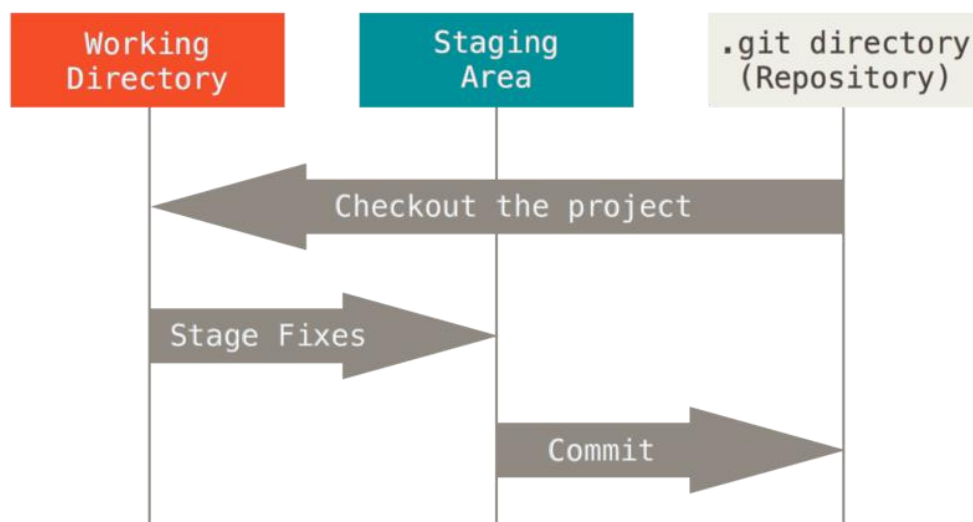 Working
Directory
Staging
Area
.git directory
(Repository)
Checkout the project
Stage Fixes
Commit